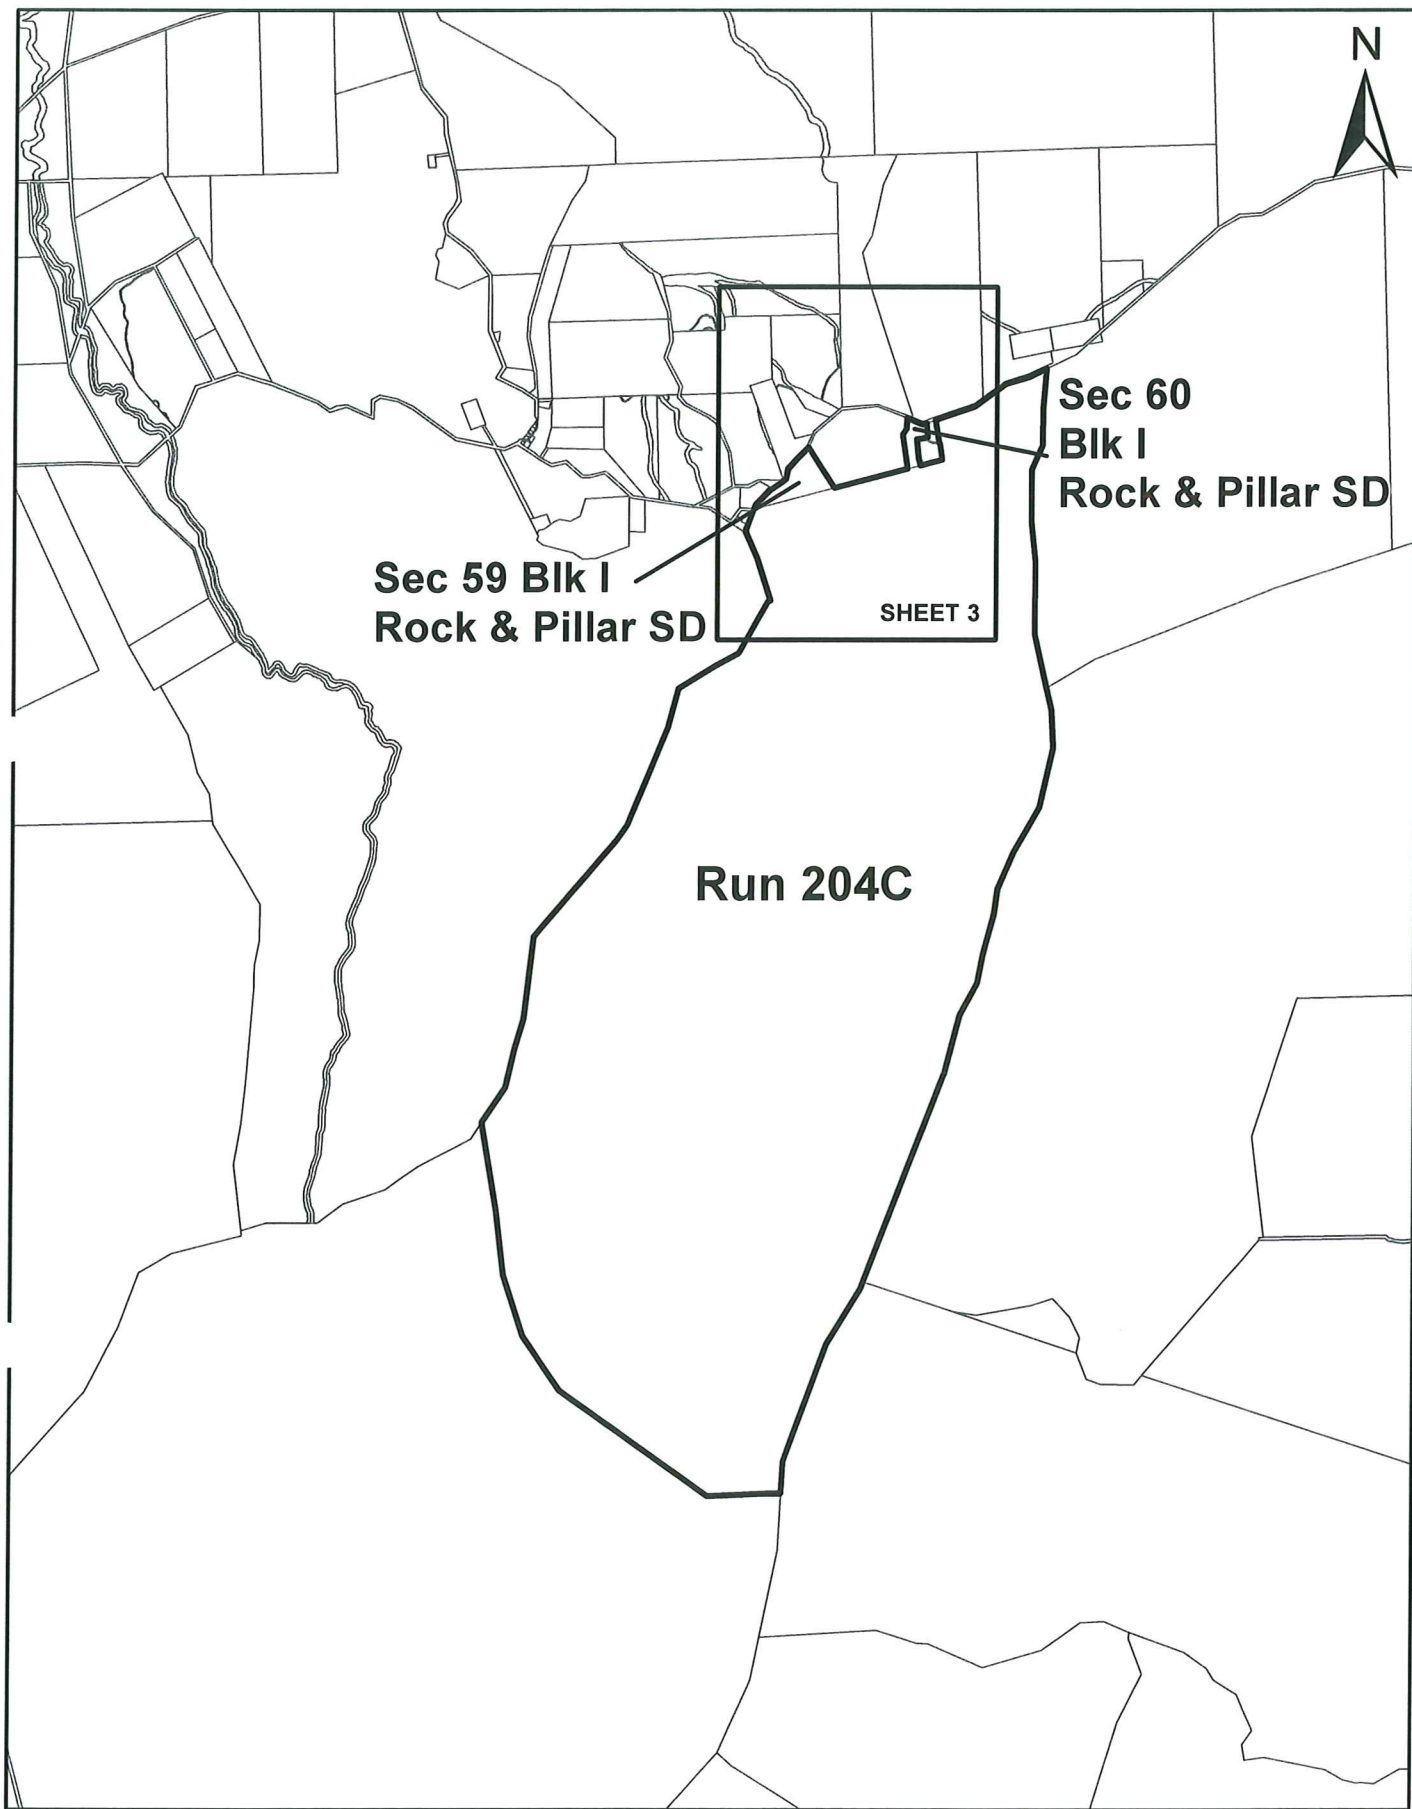 N
Sec 60
Blk I
Rock & Pillar SD
Sec 59 Blk I
Rock & Pillar SD
SHEET 3
Run 204C